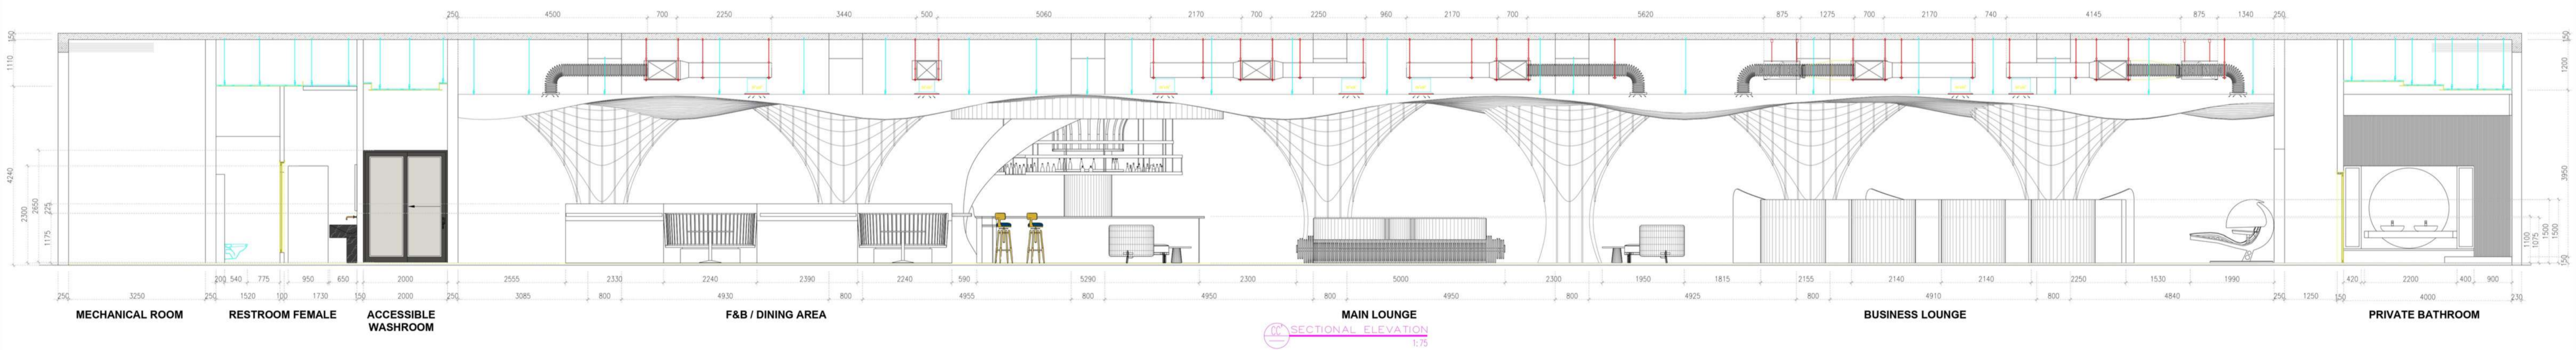 250 4500 700 2250 3440 500 5060 2170 700 2250 960 2170 700 5620 875 1275 700 2170 740 4145 875 1340 250
150
1110
4240
2300
2650
225
1175
150
1200
3950
1100
1075
1500
1500
150
200 540 775 950 650 2000 2555 2330 2240 2390 2240 590 5290 2300 5000 2300 1950 1815 2155 2140 2140 2250 1530 1990 420 2200 400 900
250 3250 250 1520 100 1730 150 2000 250 3085 800 4930 800 4955 800 4950 800 4950 800 4925 800 4910 800 4840 250 1250 150 4000 230
MECHANICAL ROOM
RESTROOM FEMALE
ACCESSIBLE
WASHROOM
F&B / DINING AREA
MAIN LOUNGE
BUSINESS LOUNGE
PRIVATE BATHROOM
CC' SECTIONAL ELEVATION
1:75